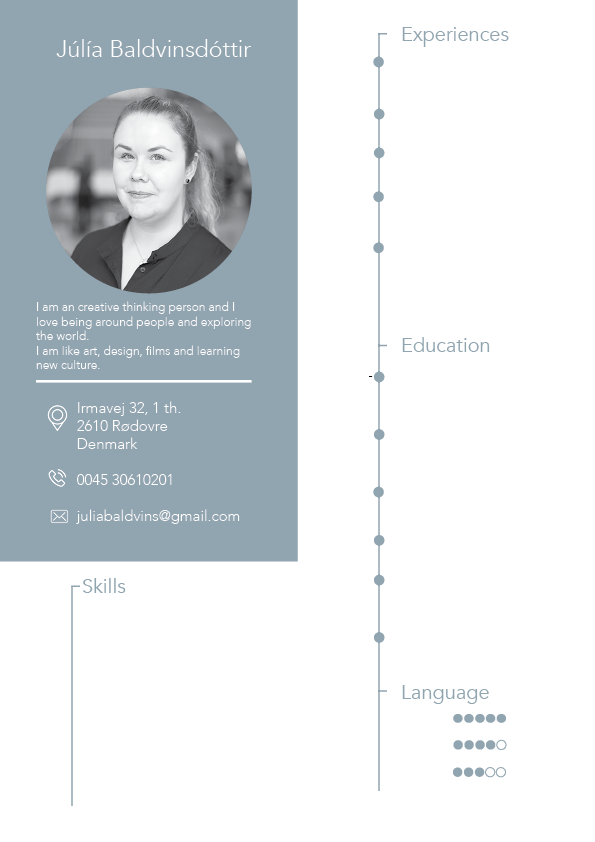 Júlía Baldvinsdóttir
I am an creative thinking person and I
love being around people and exploring
the world.
I am like art, design, films and learning
new culture.
Irmavej 32, 1 th.
2610 Rødovre
Denmark
0045 30610201
juliabaldvins@gmail.com
Skills
Experiences
Education
-
Language